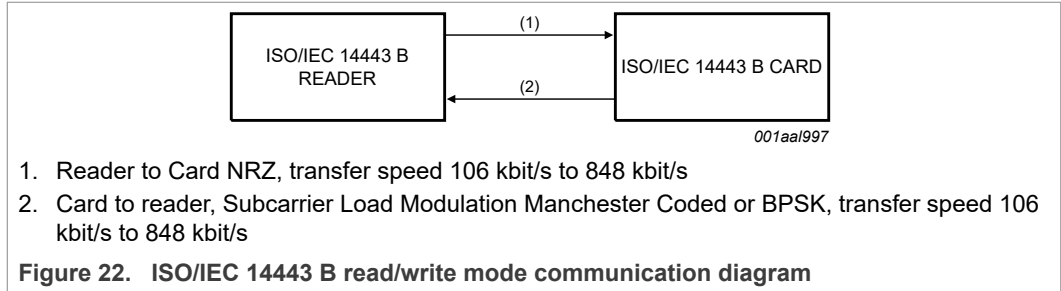 (1)
ISO/IEC 14443 B
READER
ISO/IEC 14443 B CARD
(2)
001aal997
1. Reader to Card NRZ, transfer speed 106 kbit/s to 848 kbit/s
2. Card to reader, Subcarrier Load Modulation Manchester Coded or BPSK, transfer speed 106
kbit/s to 848 kbit/s
Figure 22. ISO/IEC 14443 B read/write mode communication diagram